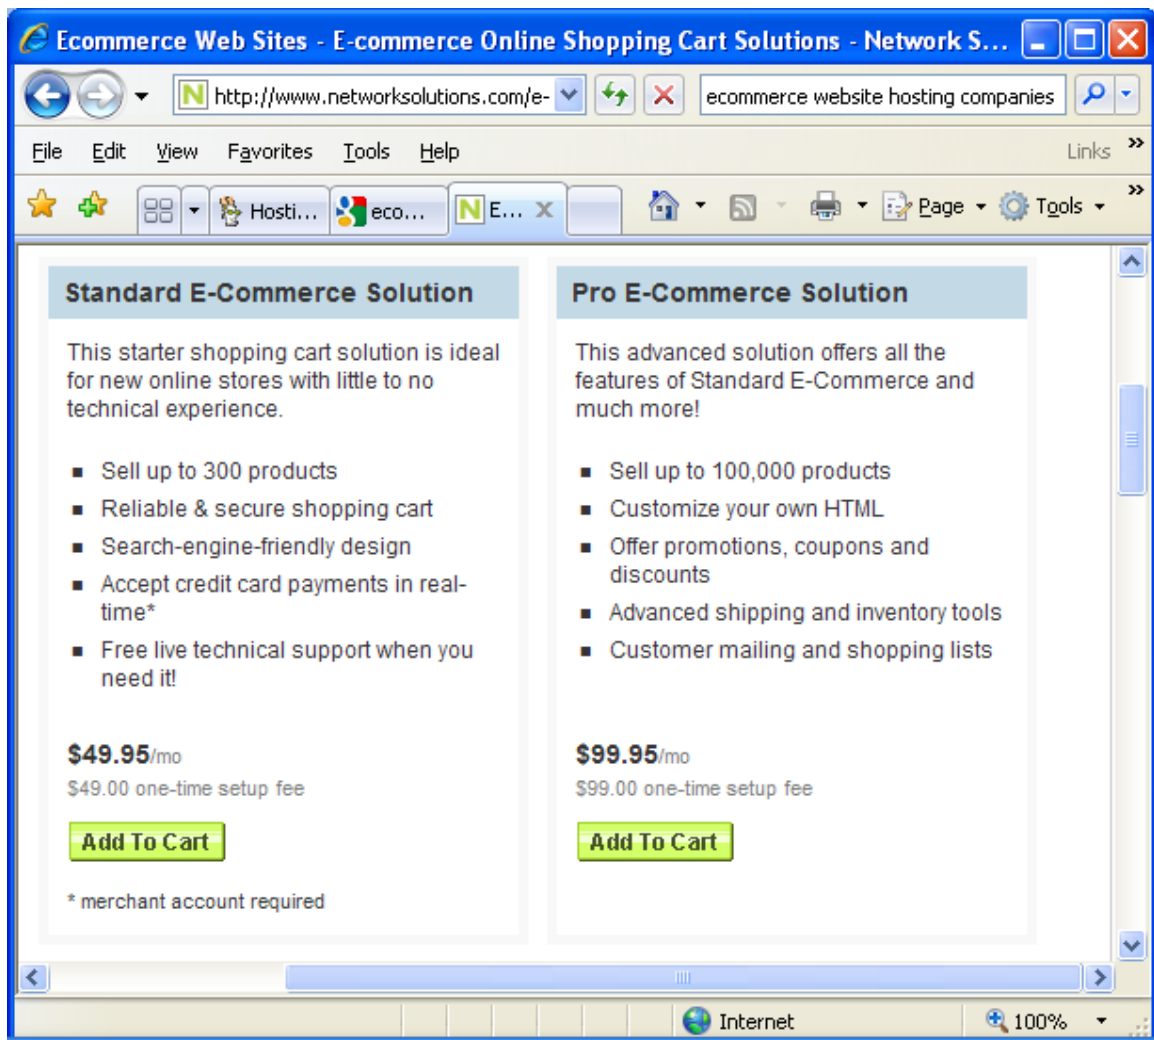 Ecommerce Web Sites - E-commerce Online Shopping Cart Solutions - Network S...
http://www.networksolutions.com/e-
ecommerce website hosting companies
File Edit View Favorites Tools Help Links
Hosti... eco... E... Page Tools
Standard E-Commerce Solution
This starter shopping cart solution is ideal
for new online stores with little to no
technical experience.
Sell up to 300 products
Reliable & secure shopping cart
Search-engine-friendly design
Accept credit card payments in real-
time*
Free live technical support when you
need it!
$49.95/mo
$49.00 one-time setup fee
Add To Cart
* merchant account required
Pro E-Commerce Solution
This advanced solution offers all the
features of Standard E-Commerce and
much more!
Sell up to 100,000 products
Customize your own HTML
Offer promotions, coupons and
discounts
Advanced shipping and inventory tools
Customer mailing and shopping lists
$99.95/mo
$99.00 one-time setup fee
Add To Cart
Internet 100%